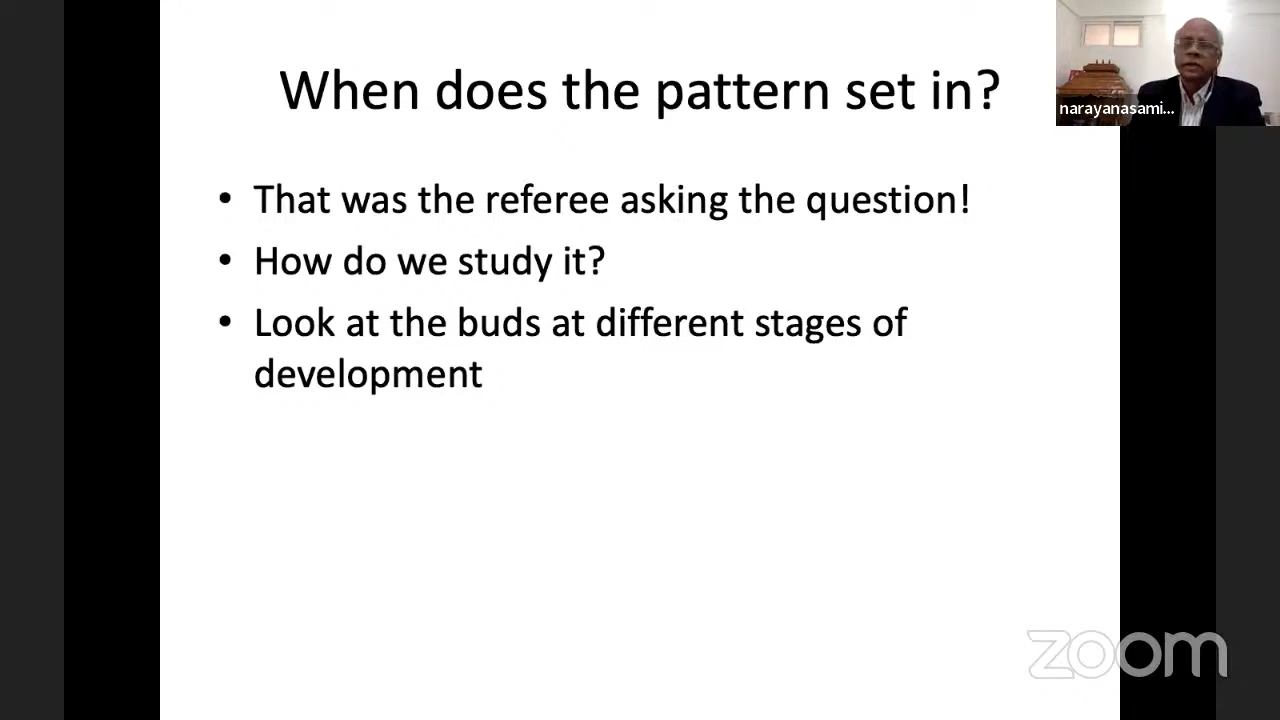 When does the pattern set in?
narayanasami...
• That was the referee asking the question!
• How do we study it?
• Look at the buds at different stages of
development
zoom